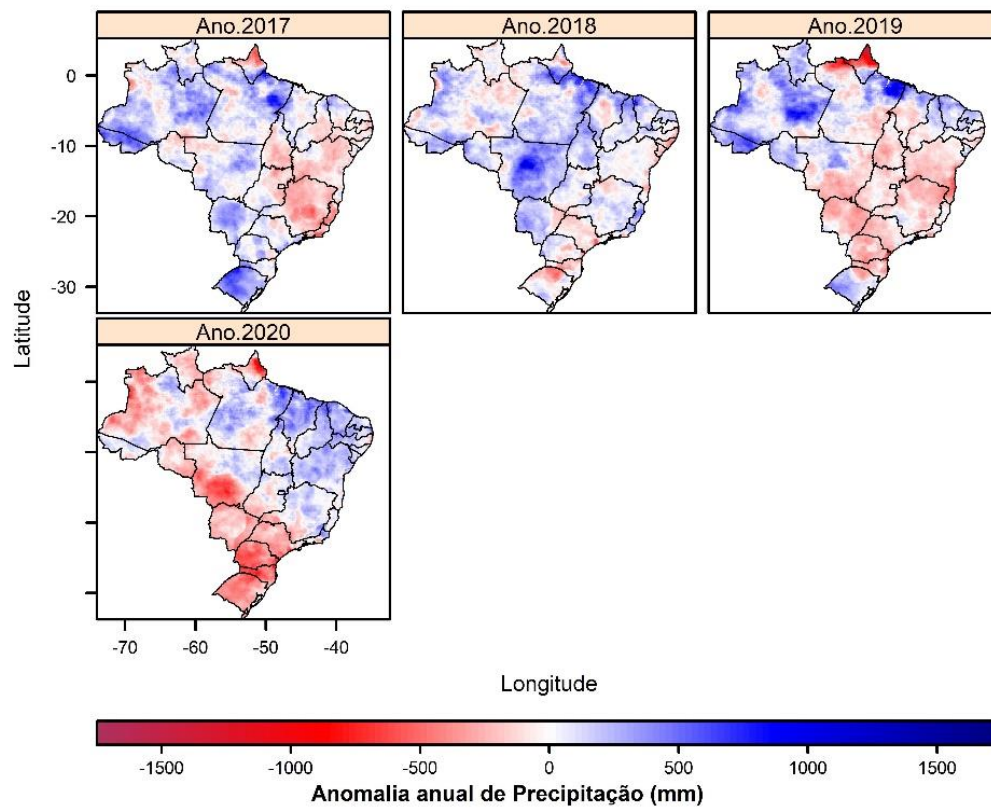 Ano.2017
Ano.2018
Ano.2019
0
-10
-20
-30
Latitude
Ano.2020
-70
-60
-50
-40
Longitude
-1500
-1000
-500
0
500
1000
1500
Anomalia anual de Precipitação (mm)